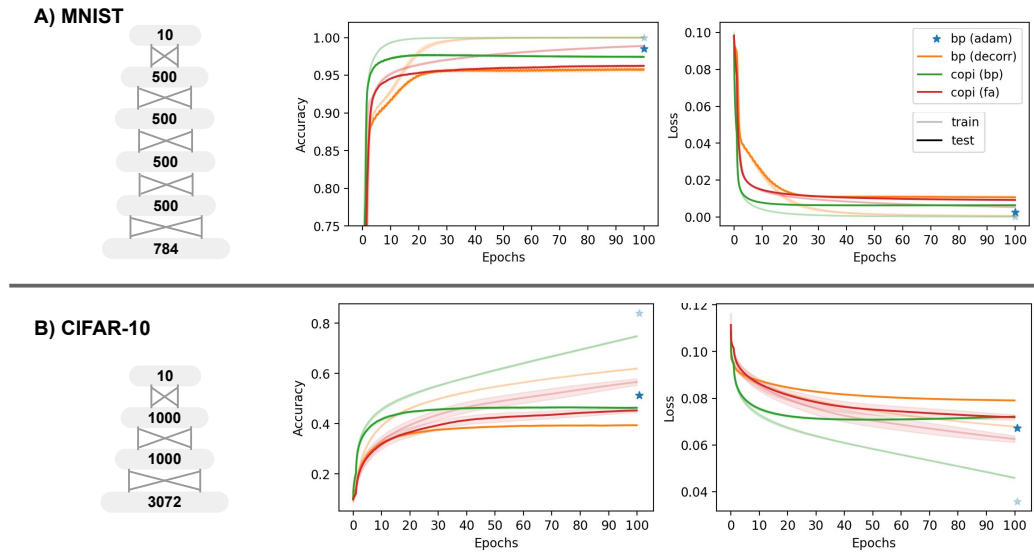 A) MNIST
10
500
500
500
500
784
Accuracy
1.00
0.95
0.90
0.85
0.80
0.75
0 10 20 30 40 50 60 70 80 90 100
Epochs
Loss
0.10
0.08
0.06
0.04
0.02
0.00
0 10 20 30 40 50 60 70 80 90 100
Epochs
bp (adam)
bp (decorr)
copi (bp)
copi (fa)
train
test
B) CIFAR-10
10
1000
1000
3072
Accuracy
0.8
0.6
0.4
0.2
0 10 20 30 40 50 60 70 80 90 100
Epochs
Loss
0.12
0.10
0.08
0.06
0.04
0 10 20 30 40 50 60 70 80 90 100
Epochs